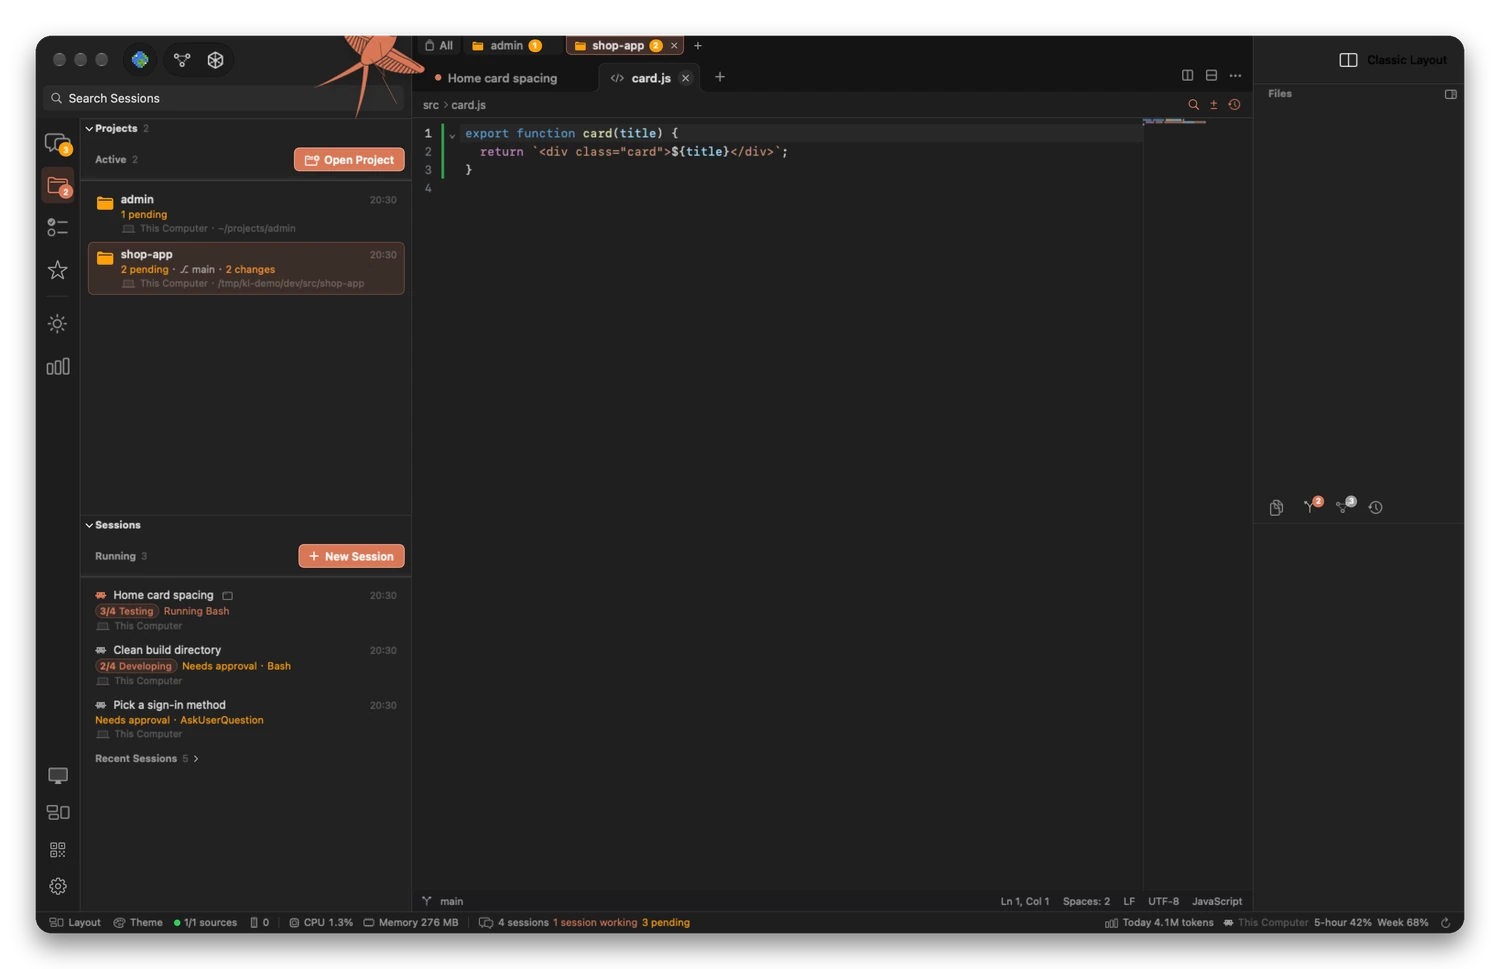 All
admin 1
shop-app 2
Classic Layout
Home card spacing
card.js
Search Sessions
src > card.js
Files
Projects 2
Active 2
Open Project
3
2
admin 20:30
1 pending
This Computer · ~/projects/admin
shop-app 20:30
2 pending · main · 2 changes
This Computer · /tmp/kl-demo/dev/src/shop-app
1 export function card(title) {
2 return `<div class="card">${title}</div>`;
3 }
4
2
3
Sessions
Running 3
+ New Session
Home card spacing 20:30
3/4 Testing Running Bash
This Computer
Clean build directory 20:30
2/4 Developing Needs approval · Bash
This Computer
Pick a sign-in method 20:30
Needs approval · AskUserQuestion
This Computer
Recent Sessions 5 >
main
Ln 1, Col 1 Spaces: 2 LF UTF-8 JavaScript
Layout Theme 1/1 sources 0 CPU 1.3% Memory 276 MB 4 sessions 1 session working 3 pending Today 4.1M tokens This Computer 5-hour 42% Week 68%